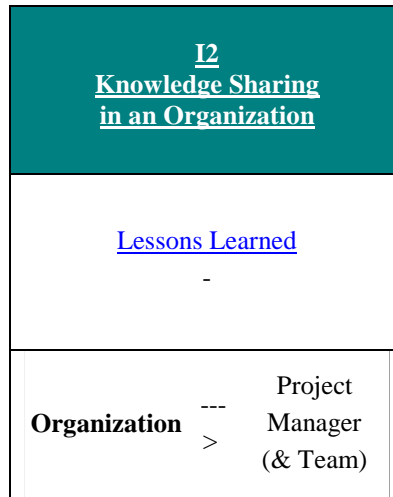 I2
Knowledge Sharing
in an Organization
Lessons Learned
-
Organization
---
>
Project
Manager
(& Team)